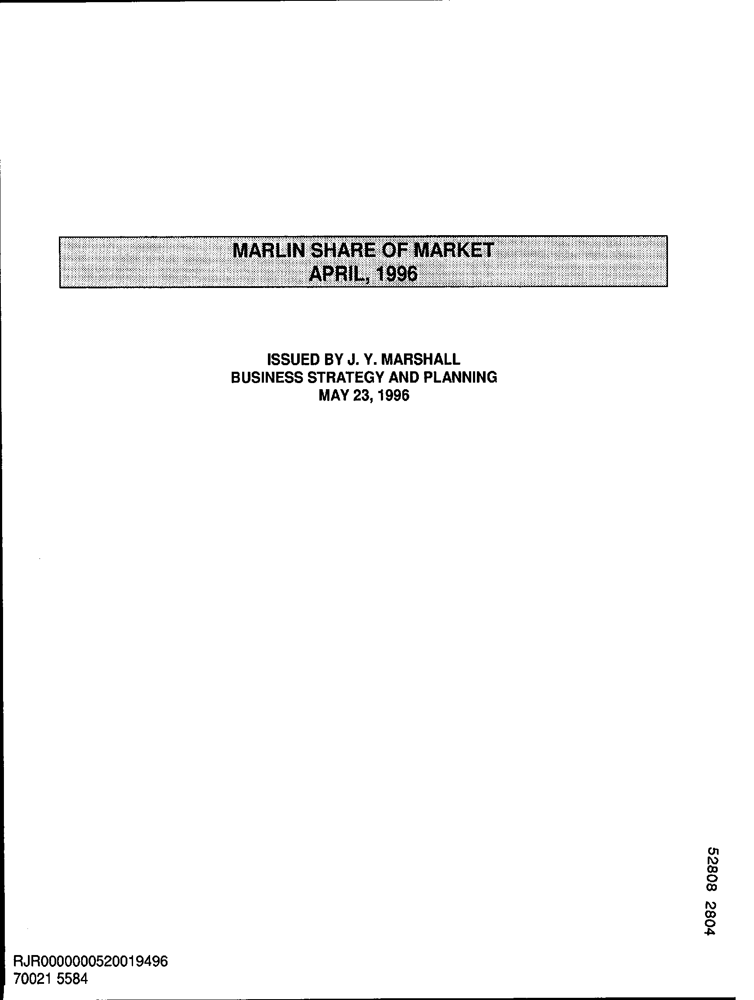 MARLIN SHARE OF MARKET
APRIL, 1996
ISSUED BY J. Y. MARSHALL
BUSINESS STRATEGY AND PLANNING
MAY 23, 1996
52808 2804
RJR0000000520019496
70021 5584